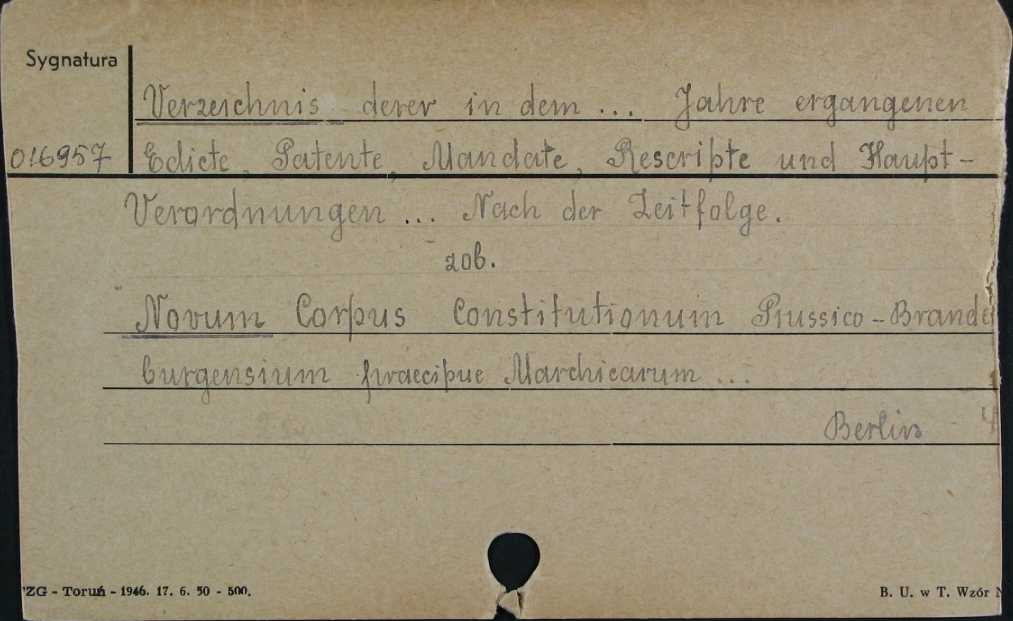 Sygnatura
Verzeichnis derer in dem ... Jahre ergangenen
016957 Edicte, Patente, Mandate, Rescripte und Haupt-
Verordnungen ... Nach der Zeitfolge.
zob.
Novum Corpus Constitutionum Prussico-Brande
burgensium praecipue Marchicarum ...
Berlin 4
ZG - Toruń - 1946. 17. 6. 50 - 500.
B. U. w T. Wzór N